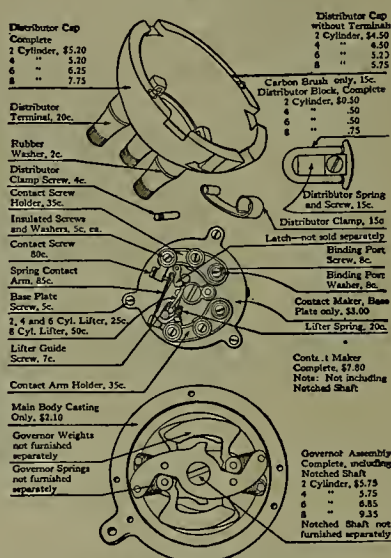 Distributor Cap
Complete
2 Cylinder, $5.20
4 " 5.20
6 " 6.25
8 " 7.75
Distributor
Terminal, 20c.
Rubber
Washer, 2c.
Distributor
Clamp Screw, 4c.
Contact Screw
Holder, 35c.
Insulated Screws
and Washers, 5c. ea.
Contact Screw
80c.
Spring Contact
Arm, 85c.
Base Plate
Screw, 5c.
2, 4 and 6 Cyl. Lifter, 25c.
8 Cyl. Lifter, 50c.
Lifter Guide
Screw, 7c.
Contact Arm Holder, 35c.
Main Body Casting
Only, $2.10
Governor Weights
not furnished
separately
Governor Springs
not furnished
separately
Distributor Cap
without Terminals
2 Cylinder, $4.50
4 " 4.50
6 " 5.20
8 " 5.75
Carbon Brush only, 15c.
Distributor Block, Complete
2 Cylinder, $0.50
4 " .50
6 " .50
8 " .75
Distributor Spring
and Screw, 15c.
Distributor Clamp, 15c
Latch—not sold separately
Binding Post
Screw, 8c.
Binding Post
Washer, 8c.
Contact Maker, Base
Plate only, $3.00
Lifter Spring, 20c.
Contact Maker
Complete, $7.80
Note: Not including
Notched Shaft
Governor Assembly
Complete, including
Notched Shaft
2 Cylinder, $5.75
4 " 5.75
6 " 6.85
8 " 9.35
Notched Shaft not
furnished separately